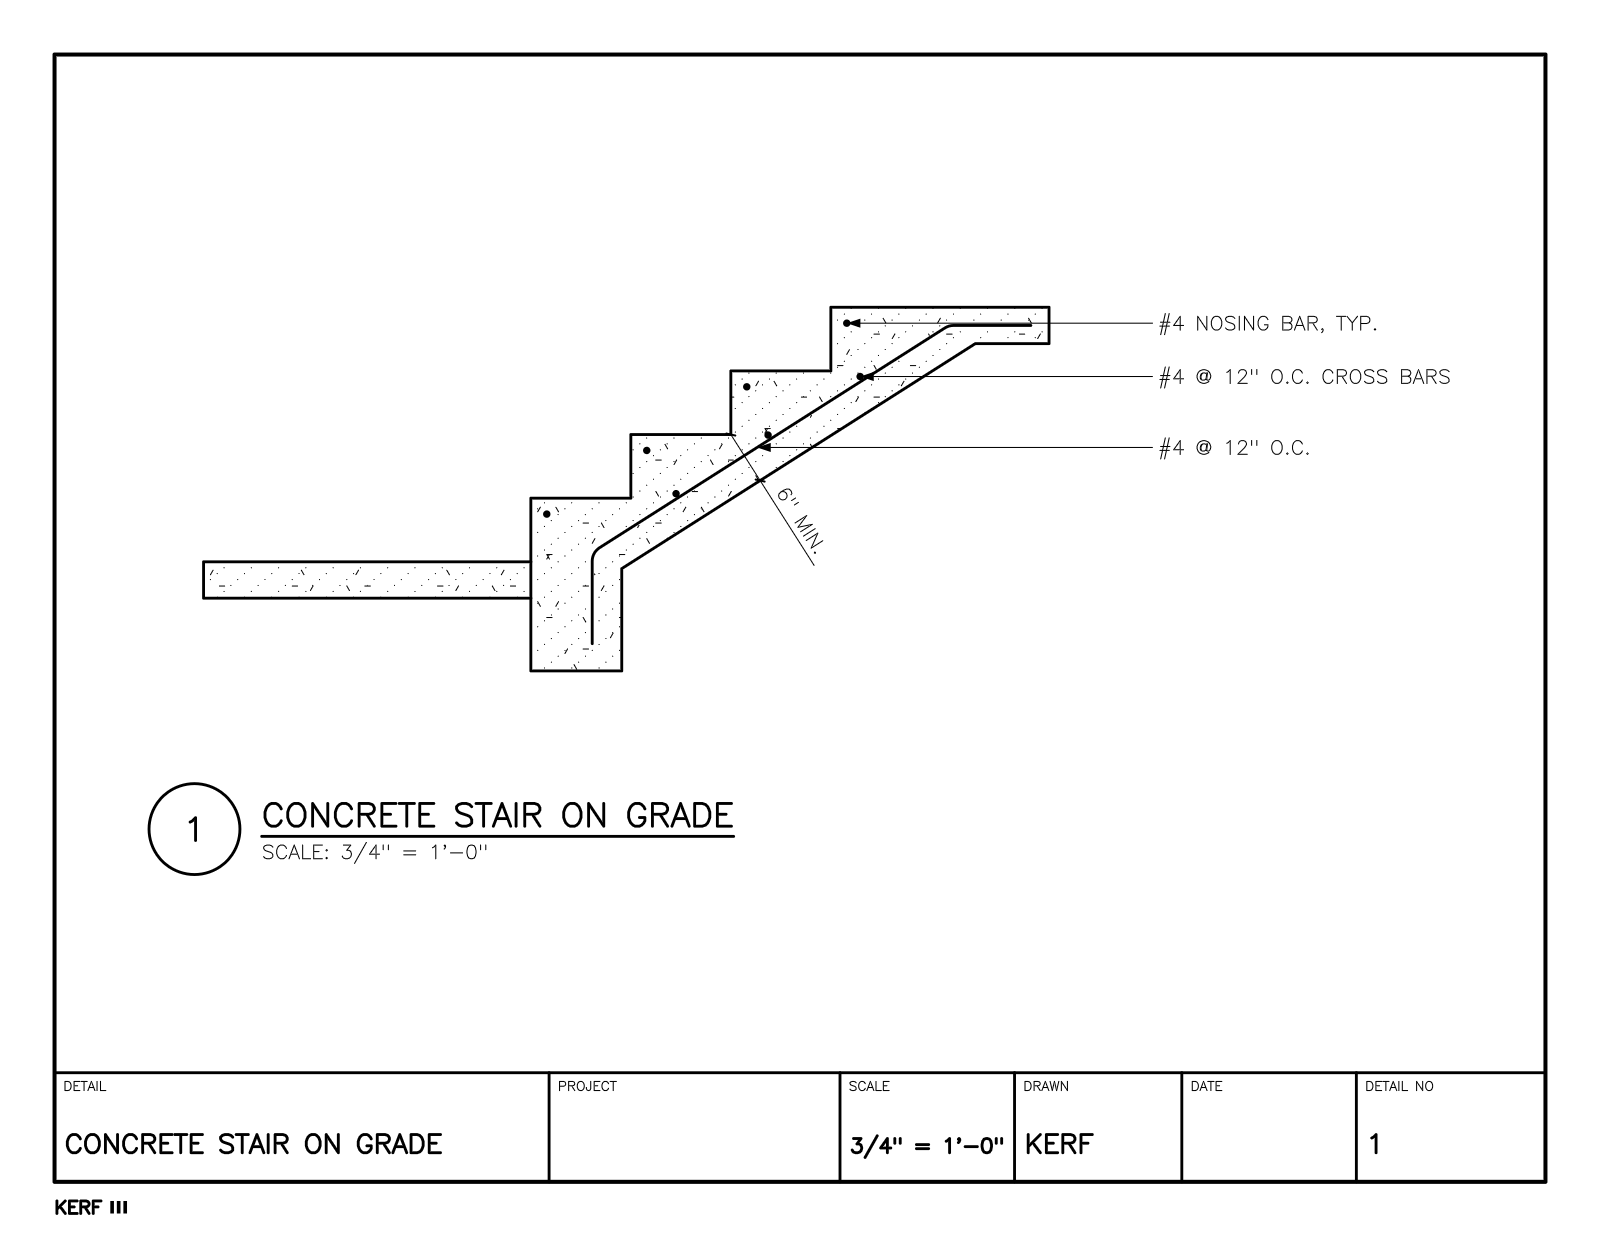 #4 NOSING BAR, TYP.
#4 @ 12" O.C. CROSS BARS
#4 @ 12" O.C.
6" MIN.
1
CONCRETE STAIR ON GRADE
SCALE: 3/4" = 1'-0"
DETAIL
CONCRETE STAIR ON GRADE
PROJECT
SCALE
3/4" = 1'-0"
DRAWN
KERF
DATE
DETAIL NO
1
KERF III